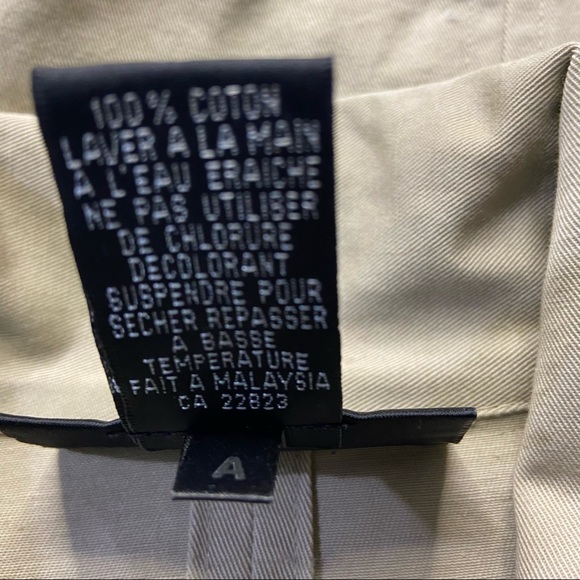 100% COTON
LAVER A LA MAIN
A L'EAU ERAICHE
NE PAS UTILISER
DE CHLORURE
DECOLORANT
SUSPENDRE POUR
SECHER REPASSER
A BASSE
TEMPERATURE
A FAIT A MALAYSIA
CA 22823
A